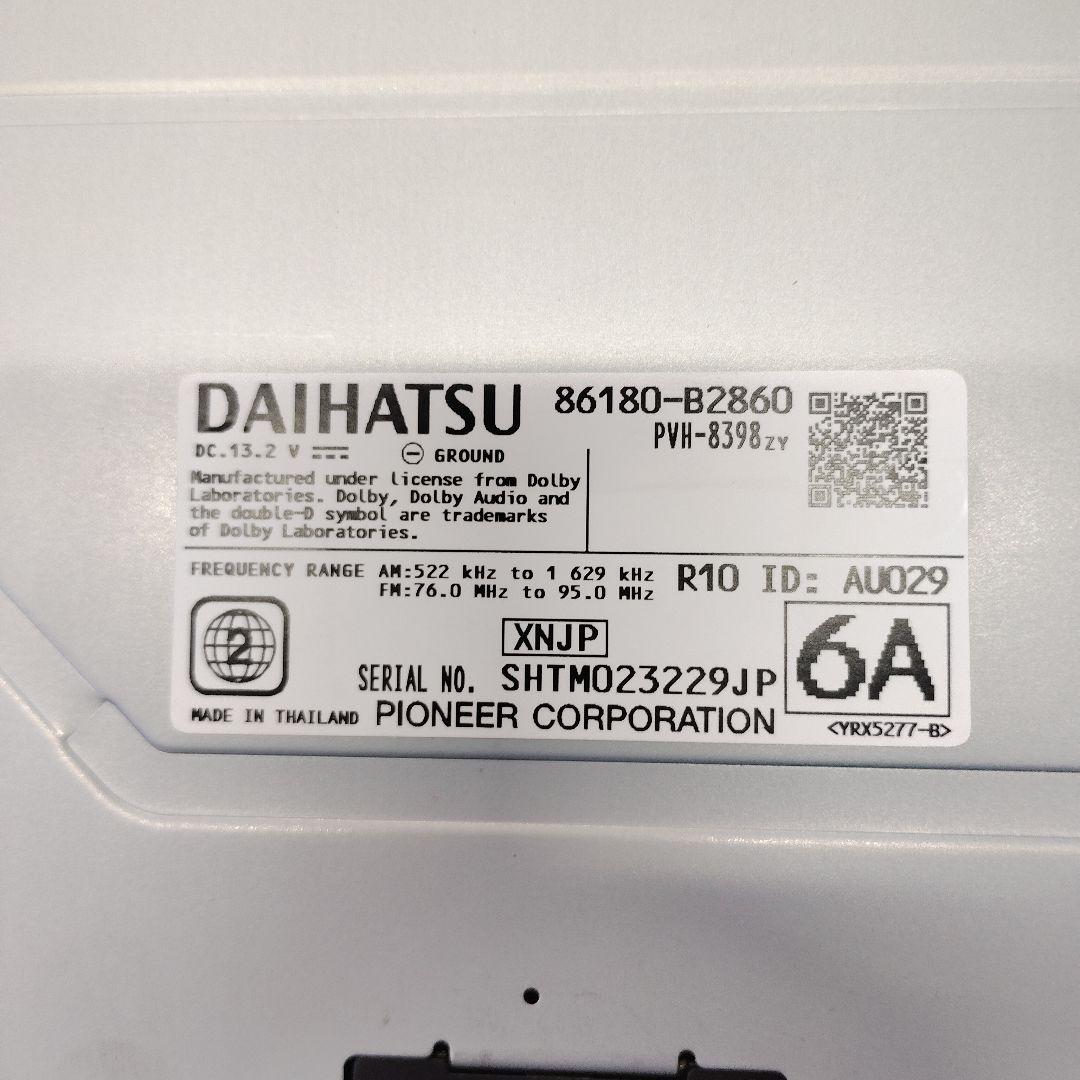 DAIHATSU 86180-B2860
PVH-8398ZY
DC.13.2 V GROUND
Manufactured under license from Dolby
Laboratories. Dolby, Dolby Audio and
the double-D symbol are trademarks
of Dolby Laboratories.
FREQUENCY RANGE AM:522 kHz to 1 629 kHz
FM:76.0 MHz to 95.0 MHz
R10 ID: AU029
2
XNJP
6A
SERIAL NO. SHTM023229JP
MADE IN THAILAND PIONEER CORPORATION
<YRX5277-B>